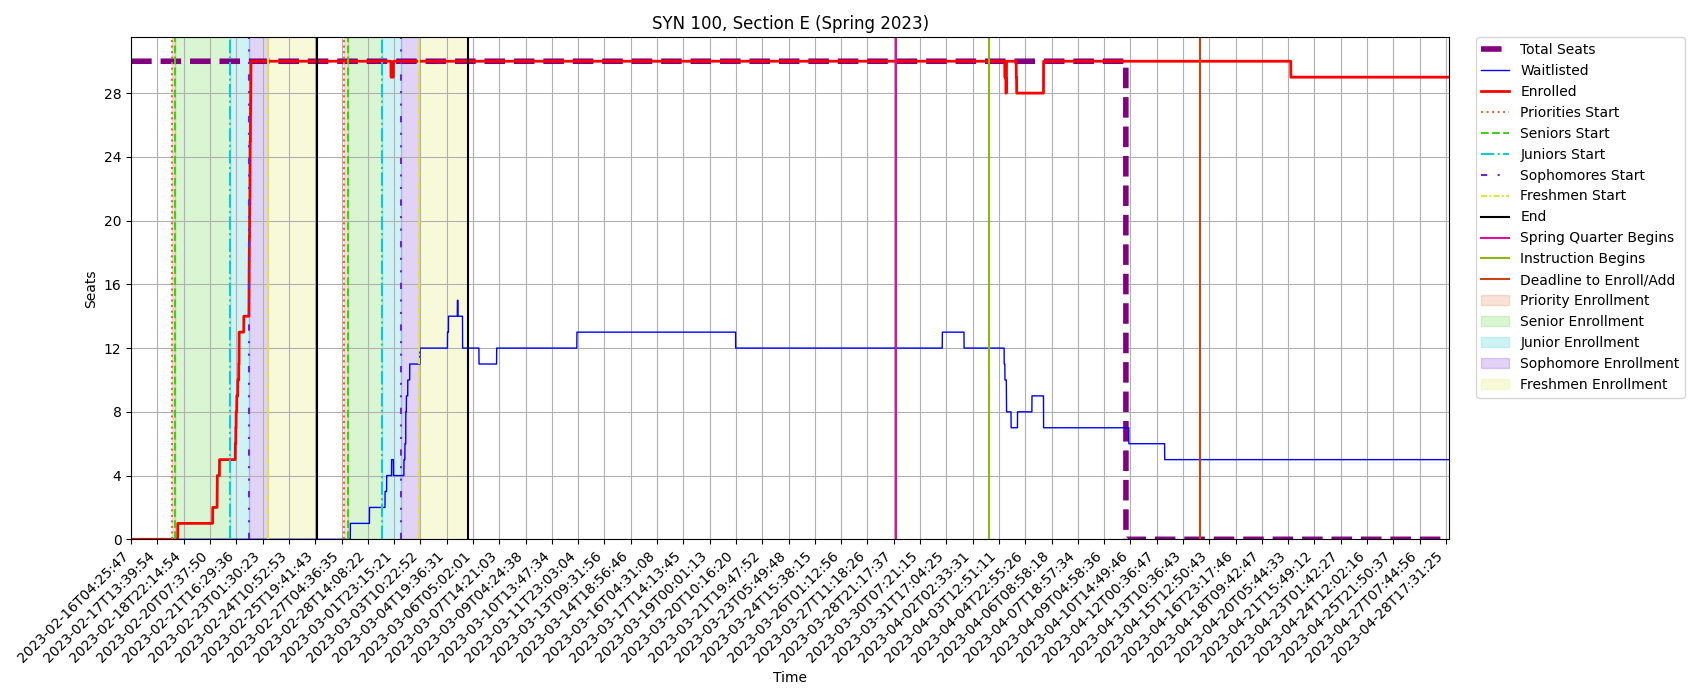 SYN 100, Section E (Spring 2023)
Seats
28
24
20
16
12
8
4
0
2023-02-16T04:25:47
2023-02-17T13:39:54
2023-02-18T22:14:54
2023-02-20T07:37:50
2023-02-21T16:29:36
2023-02-23T01:30:23
2023-02-24T10:52:53
2023-02-25T19:41:43
2023-02-27T04:36:35
2023-02-28T14:08:22
2023-03-01T23:15:21
2023-03-03T10:22:52
2023-03-04T19:36:31
2023-03-06T05:02:01
2023-03-07T14:21:03
2023-03-09T04:24:38
2023-03-10T13:47:34
2023-03-11T23:03:04
2023-03-13T09:31:56
2023-03-14T18:56:46
2023-03-16T04:31:08
2023-03-17T14:13:45
2023-03-19T00:01:13
2023-03-20T10:16:20
2023-03-21T19:47:52
2023-03-23T05:49:48
2023-03-24T15:38:15
2023-03-26T01:12:56
2023-03-27T11:18:26
2023-03-28T21:17:37
2023-03-30T07:21:15
2023-03-31T17:04:25
2023-04-02T02:33:31
2023-04-03T12:51:11
2023-04-04T22:55:26
2023-04-06T08:58:18
2023-04-07T18:57:34
2023-04-09T04:58:36
2023-04-10T14:49:46
2023-04-12T00:36:47
2023-04-13T10:36:43
2023-04-15T12:50:43
2023-04-16T23:17:46
2023-04-18T09:42:47
2023-04-20T05:44:33
2023-04-21T15:49:12
2023-04-23T01:42:27
2023-04-24T12:02:16
2023-04-25T21:50:37
2023-04-27T07:44:56
2023-04-28T17:31:25
Time
Total Seats
Waitlisted
Enrolled
Priorities Start
Seniors Start
Juniors Start
Sophomores Start
Freshmen Start
End
Spring Quarter Begins
Instruction Begins
Deadline to Enroll/Add
Priority Enrollment
Senior Enrollment
Junior Enrollment
Sophomore Enrollment
Freshmen Enrollment